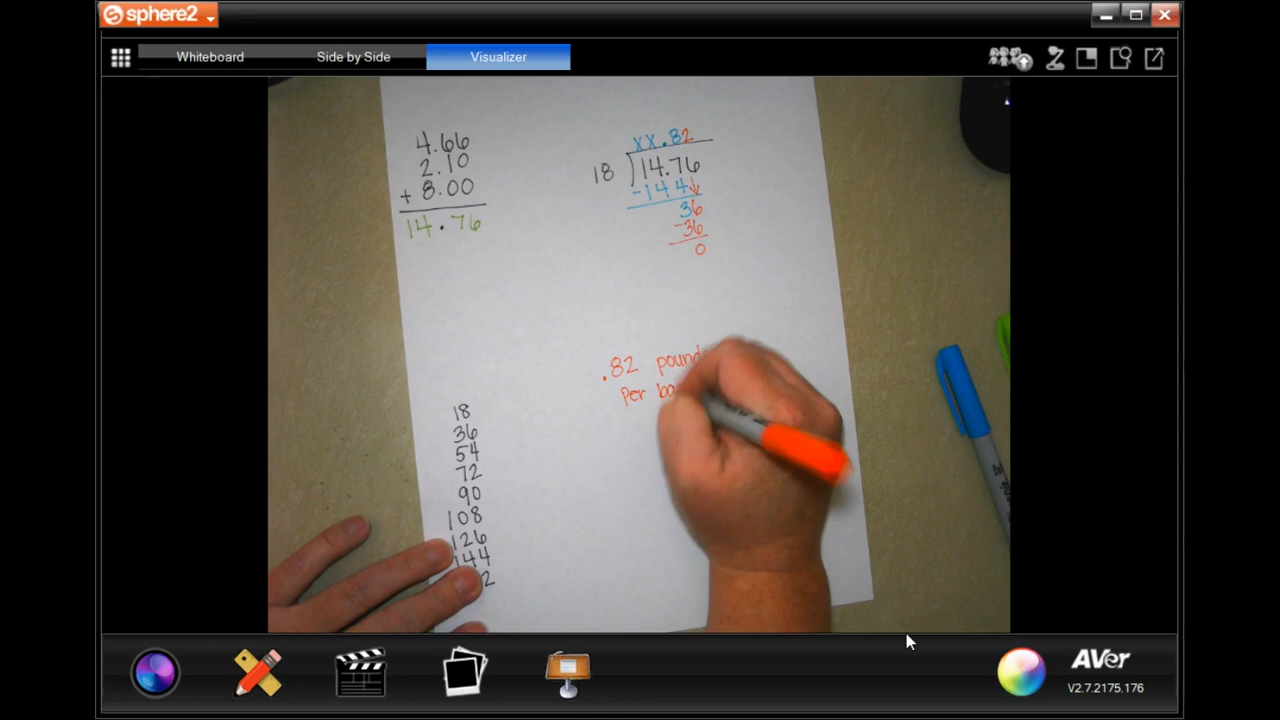 sphere2
Whiteboard
Side by Side
Visualizer
4.66
2.10
+ 8.00
14.76
XX.82
18 )14.76
-144
36
-36
0
.82 pounds
Per
18
36
54
72
90
108
126
144
2
AVer
V2.7.2175.176